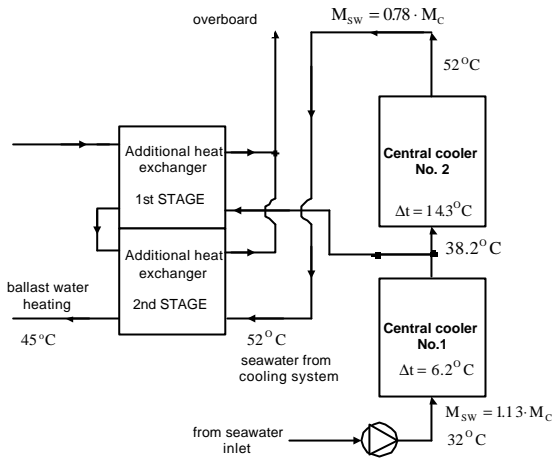 overboard
M_SW = 0.78 · M_C
52°C
Additional heat
exchanger
1st STAGE
Central cooler
No. 2
Δt = 14.3°C
38.2°C
Additional heat
exchanger
2nd STAGE
ballast water
heating
45°C
52°C
seawater from
cooling system
Central cooler
No.1
Δt = 6.2°C
M_SW = 1.13 · M_C
32°C
from seawater
inlet